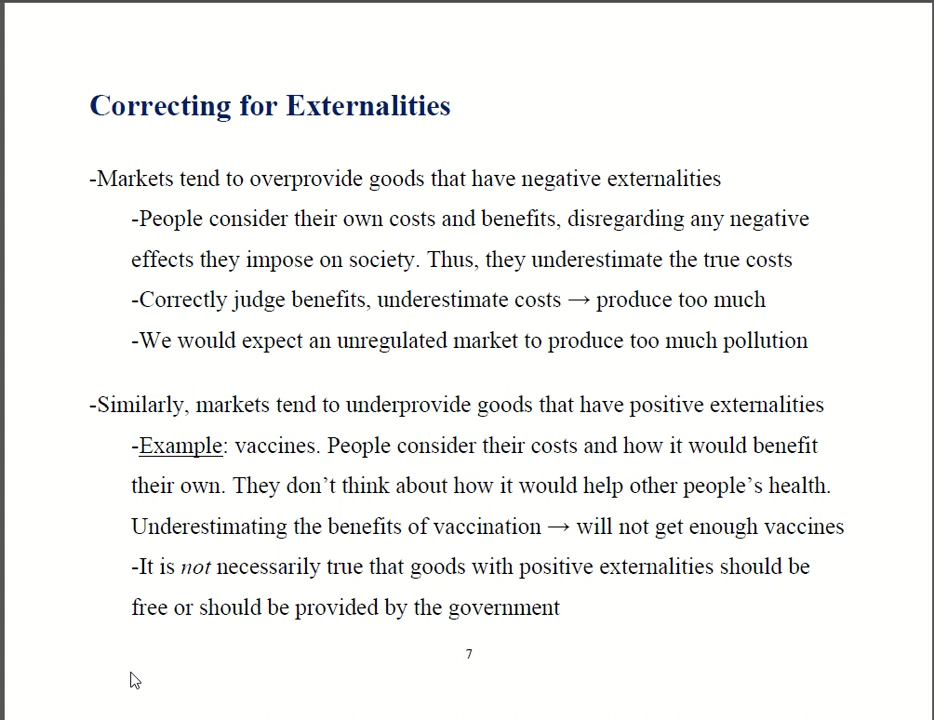 Correcting for Externalities
-Markets tend to overprovide goods that have negative externalities
-People consider their own costs and benefits, disregarding any negative
effects they impose on society. Thus, they underestimate the true costs
-Correctly judge benefits, underestimate costs → produce too much
-We would expect an unregulated market to produce too much pollution
-Similarly, markets tend to underprovide goods that have positive externalities
-Example: vaccines. People consider their costs and how it would benefit
their own. They don’t think about how it would help other people’s health.
Underestimating the benefits of vaccination → will not get enough vaccines
-It is not necessarily true that goods with positive externalities should be
free or should be provided by the government
7